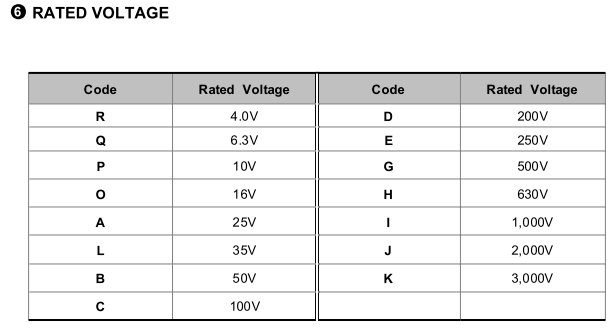 ❻ RATED VOLTAGE
Code Rated Voltage Code Rated Voltage
R 4.0V D 200V
Q 6.3V E 250V
P 10V G 500V
O 16V H 630V
A 25V I 1,000V
L 35V J 2,000V
B 50V K 3,000V
C 100V